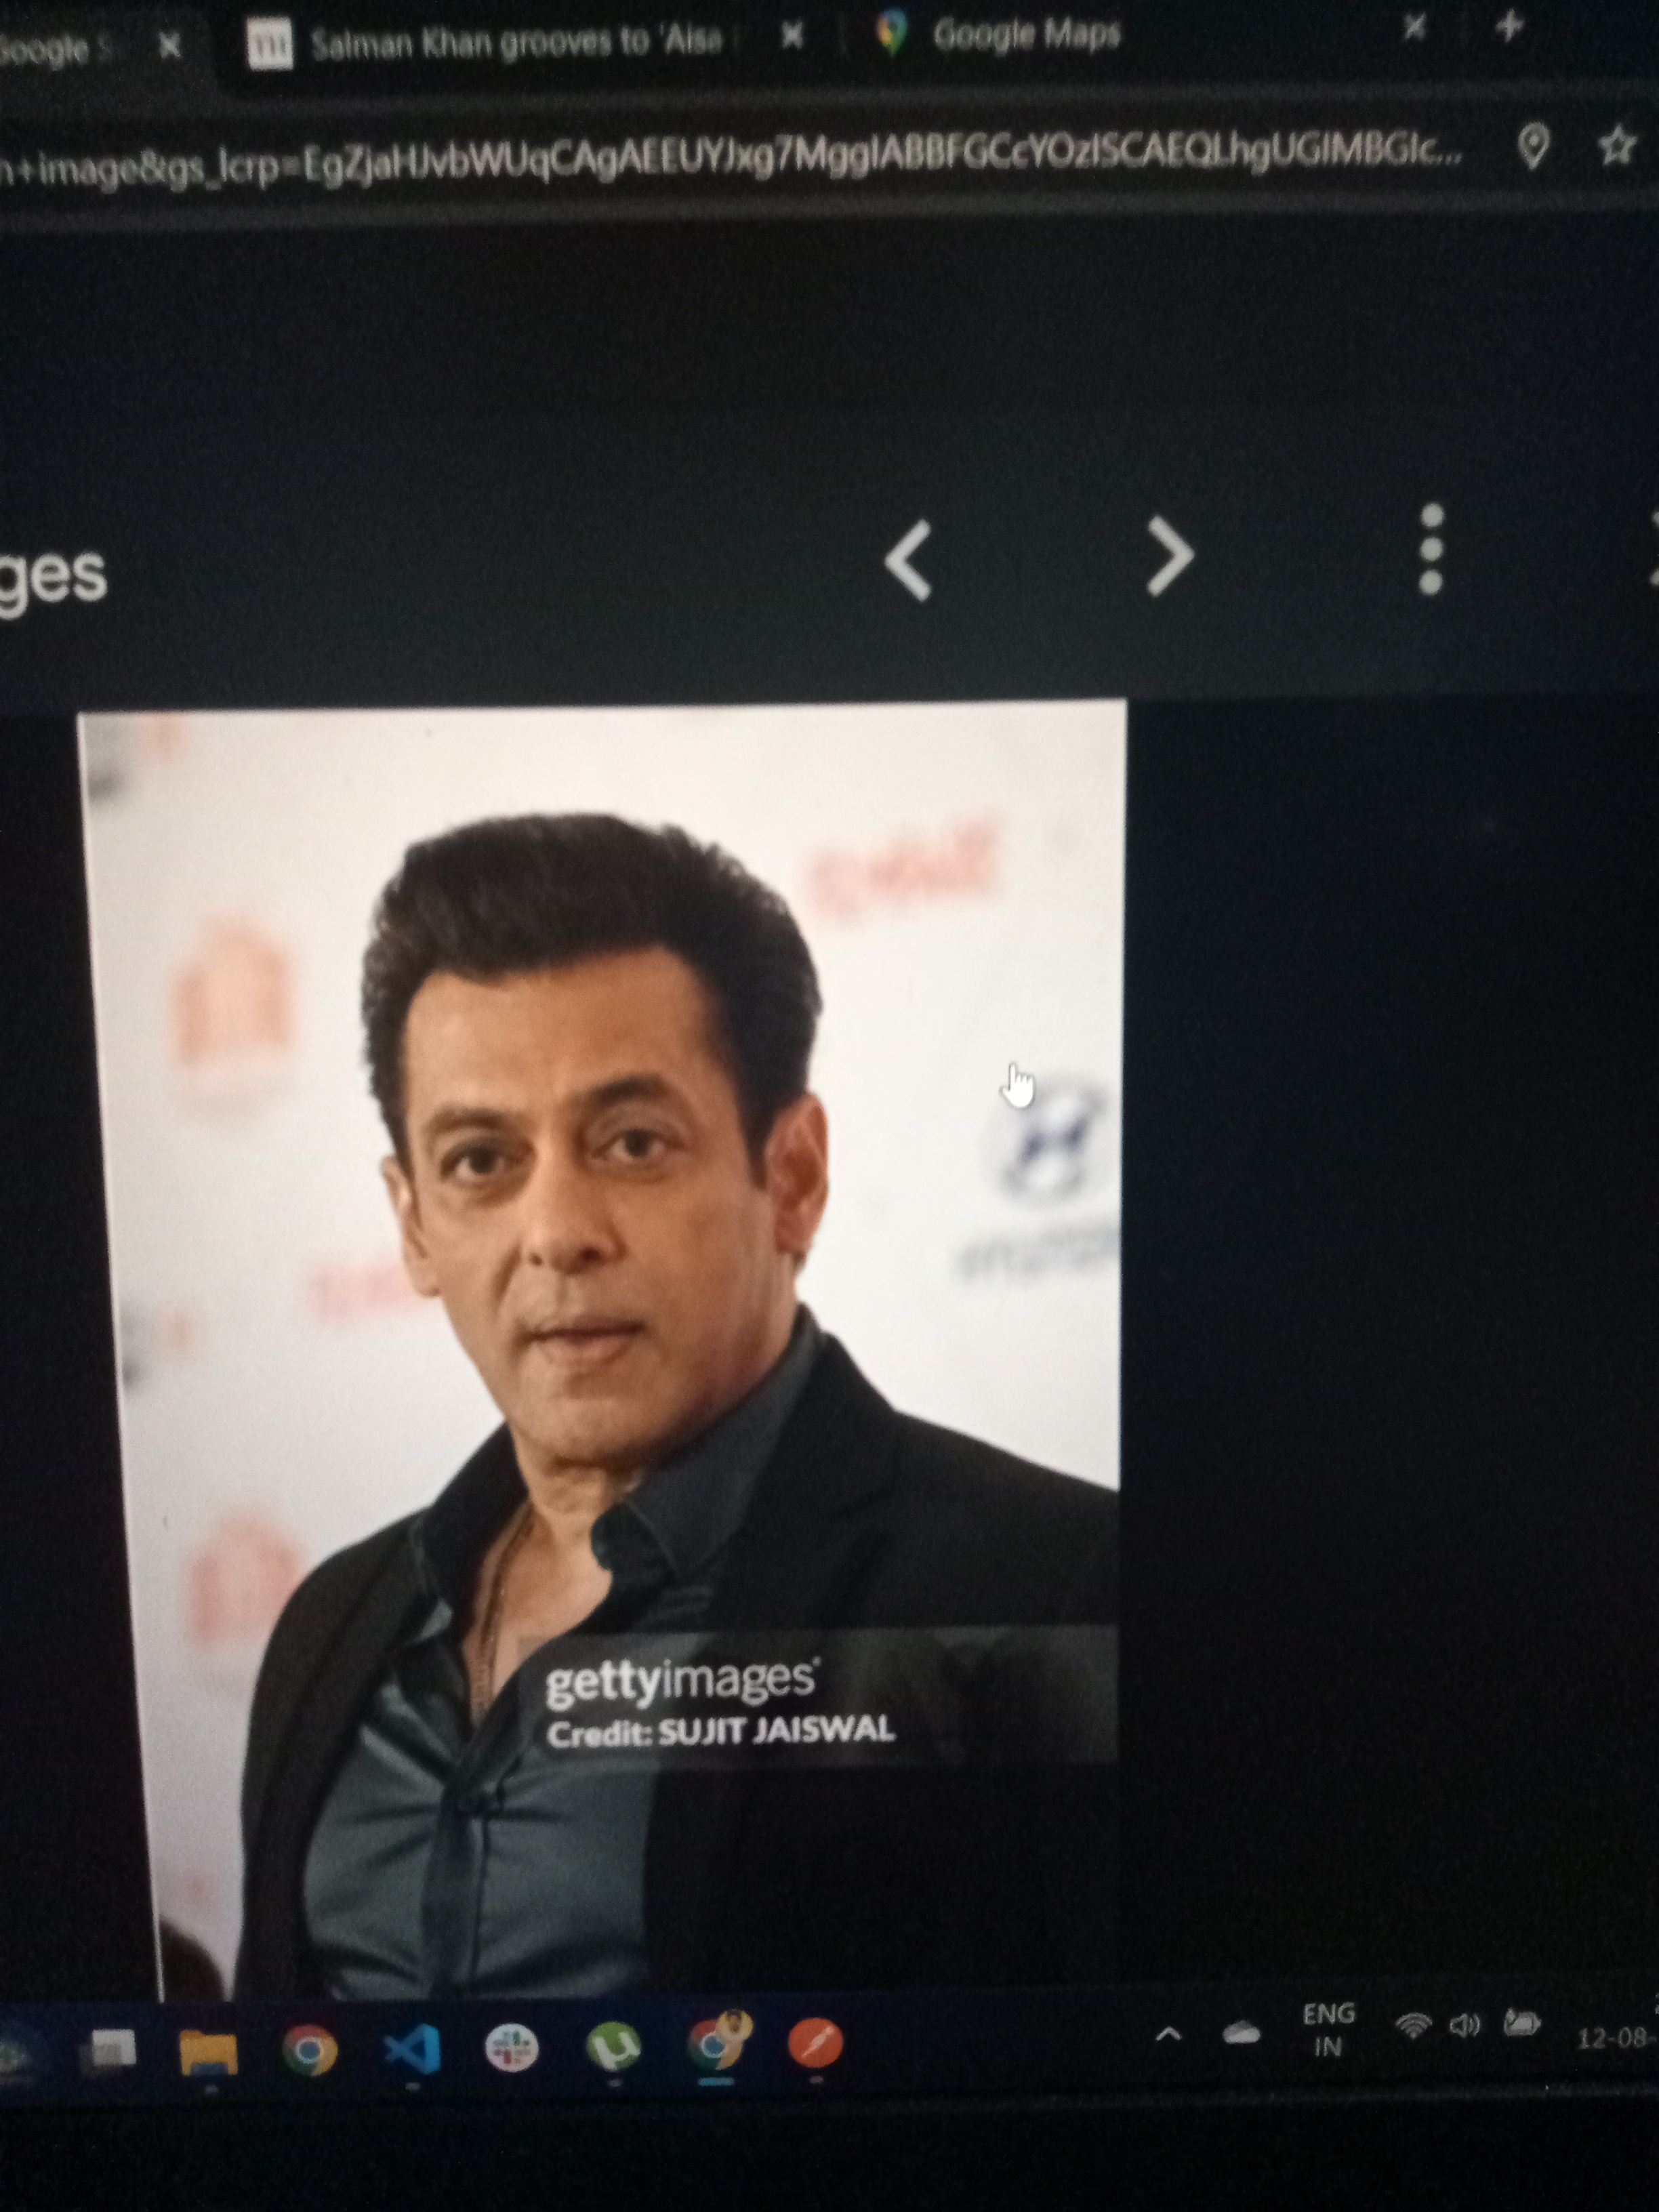 Google S
Salman Khan grooves to 'Aisa
Google Maps
n+image&gs_lcrp=EgZjaHJvbWUqCAgAEEUYJxg7MggIABBFGCcYOzISCAEQLhgUGIMBGIc...
ges
gettyimages
Credit: SUJIT JAISWAL
ENG
IN
12-08-